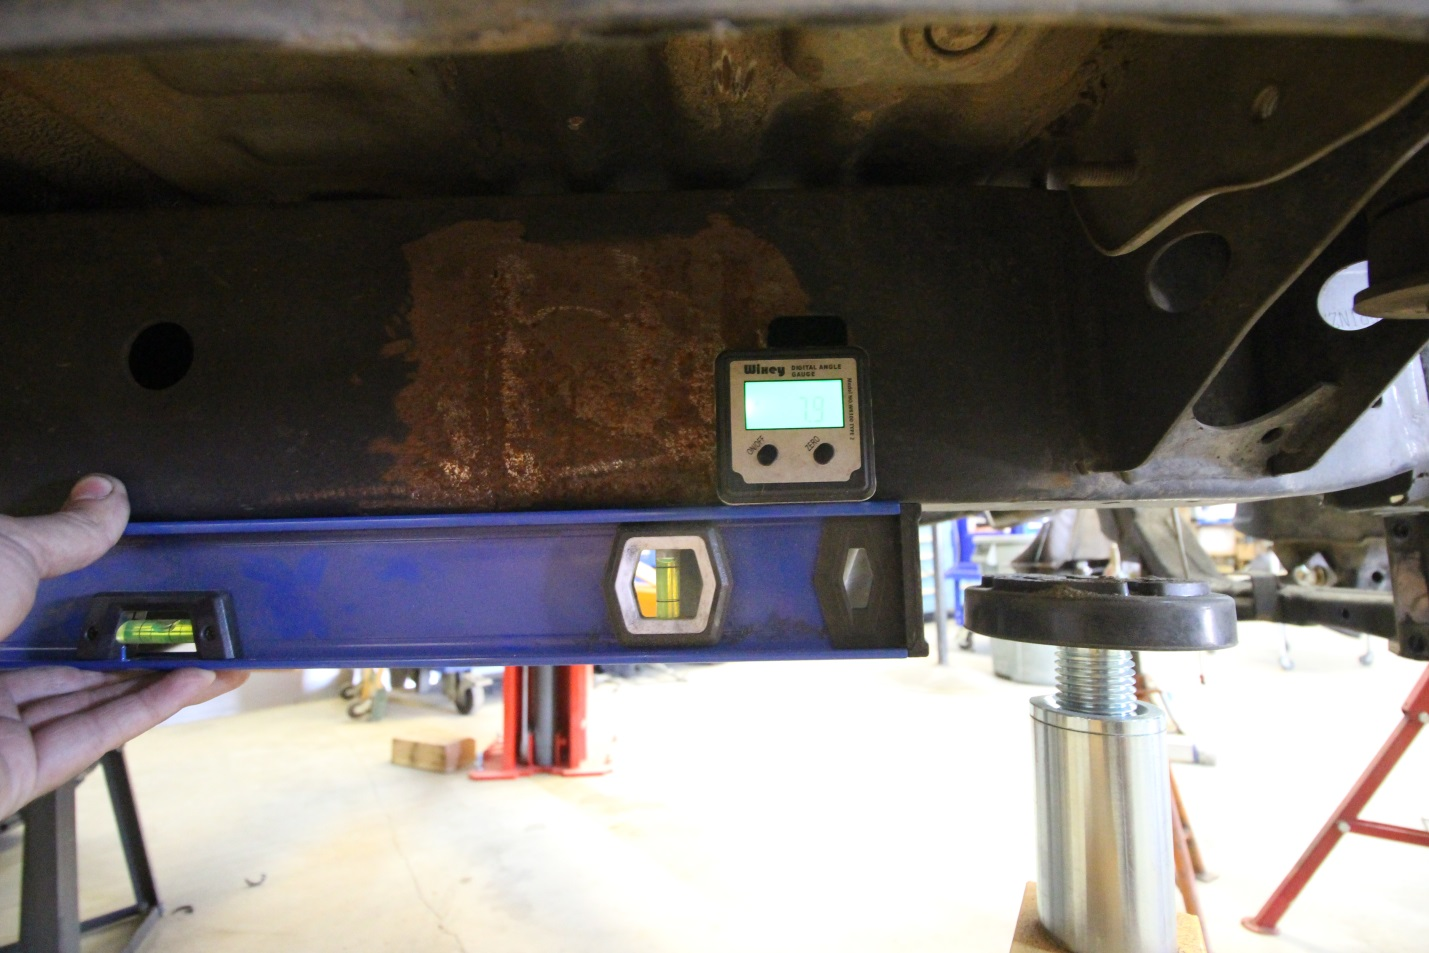 Wixey DIGITAL ANGLE
GAUGE
7.9
ON/OFF
ZERO